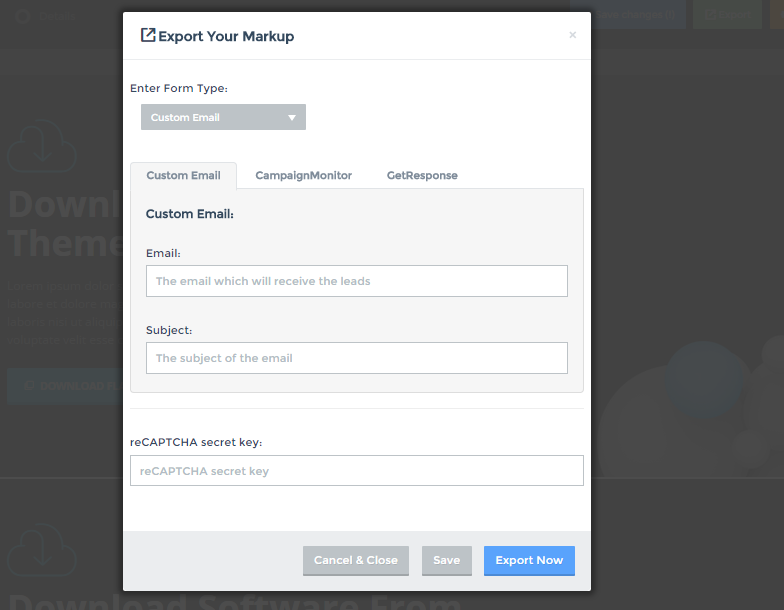 Export Your Markup
×
Enter Form Type:
Custom Email
Custom Email CampaignMonitor GetResponse
Custom Email:
Email:
The email which will receive the leads
Subject:
The subject of the email
reCAPTCHA secret key:
reCAPTCHA secret key
Cancel & Close Save Export Now
Downl
Theme
DOWNLOAD
Download Software From